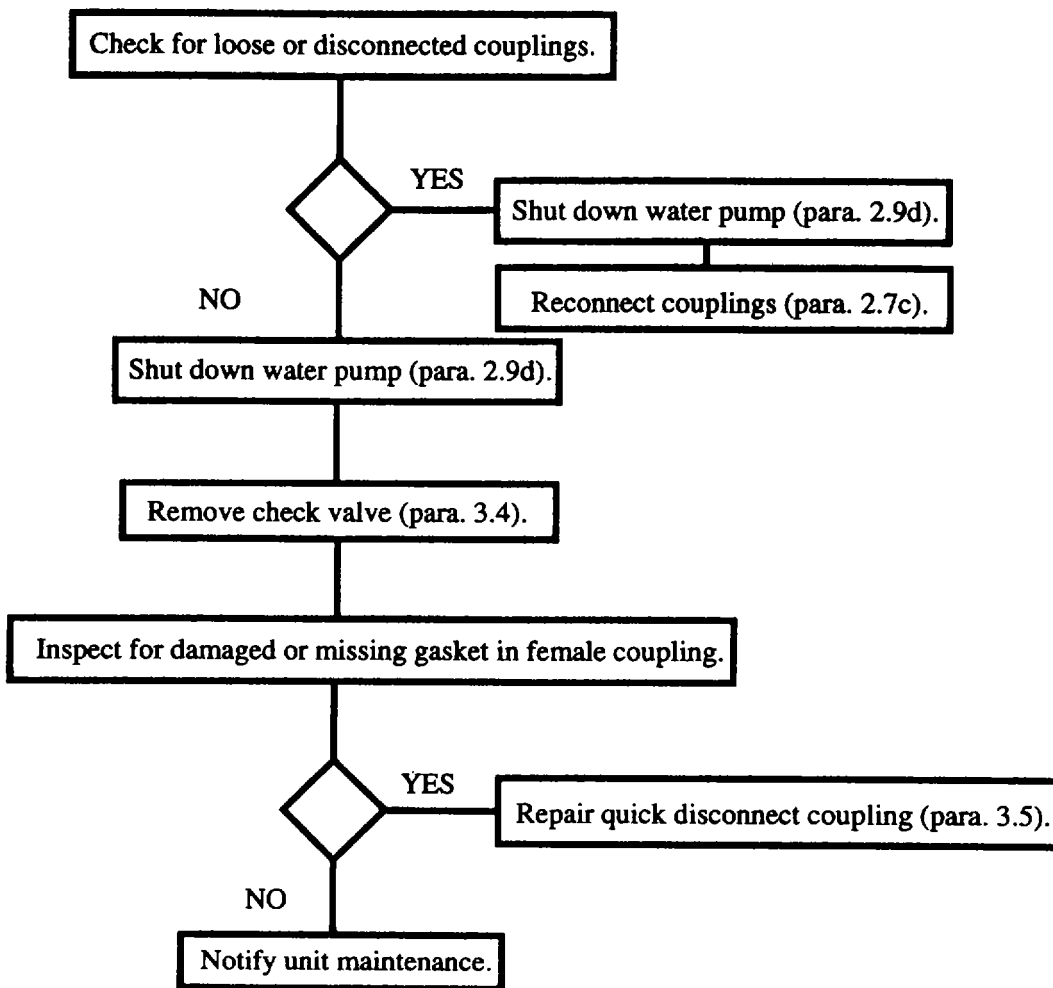 Check for loose or disconnected couplings.
YES
Shut down water pump (para. 2.9d).
Reconnect couplings (para. 2.7c).
NO
Shut down water pump (para. 2.9d).
Remove check valve (para. 3.4).
Inspect for damaged or missing gasket in female coupling.
YES
Repair quick disconnect coupling (para. 3.5).
NO
Notify unit maintenance.